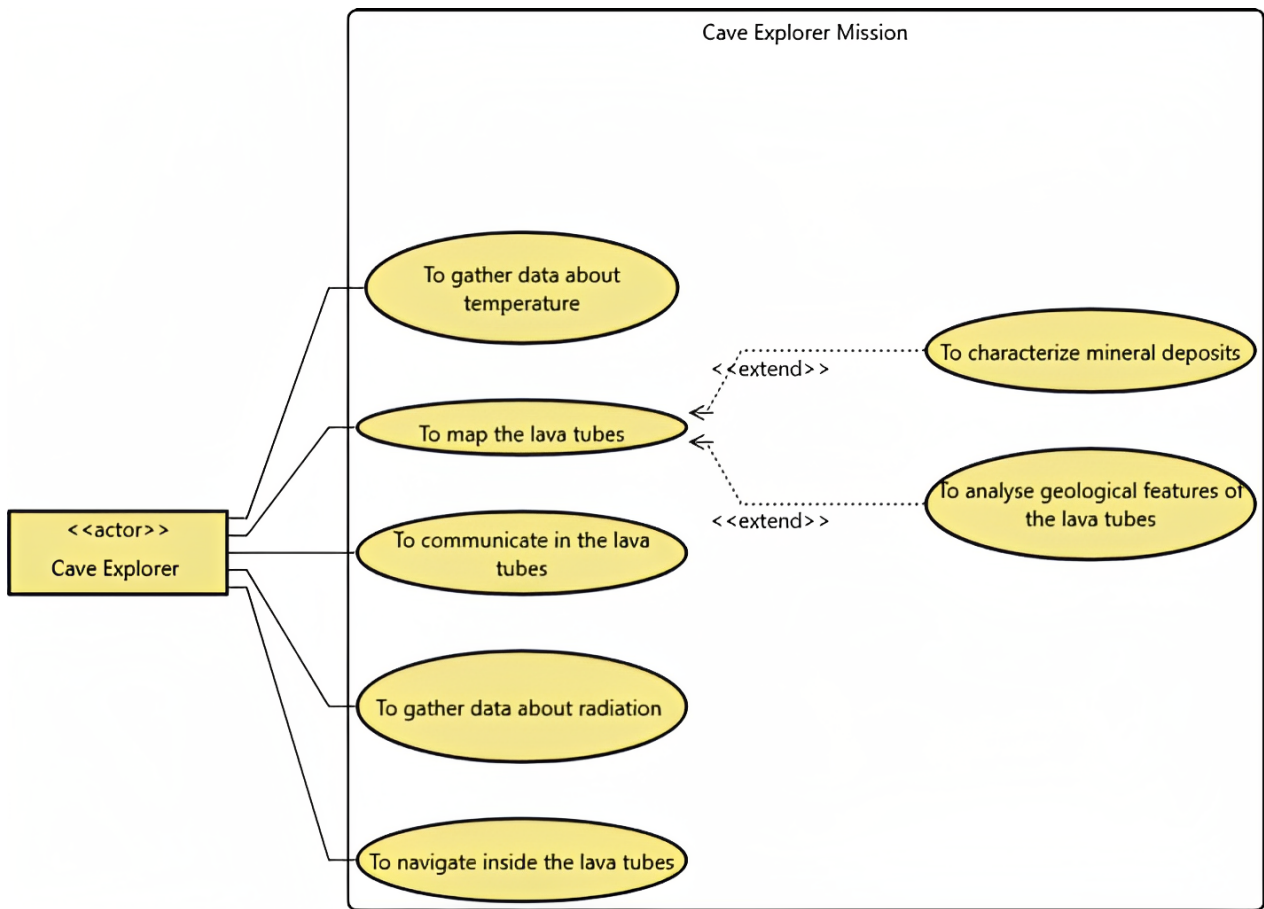 Cave Explorer Mission
To gather data about
temperature
To characterize mineral deposits
<<extend>>
To map the lava tubes
To analyse geological features of
the lava tubes
<<extend>>
<<actor>>
Cave Explorer
To communicate in the lava
tubes
To gather data about radiation
To navigate inside the lava tubes